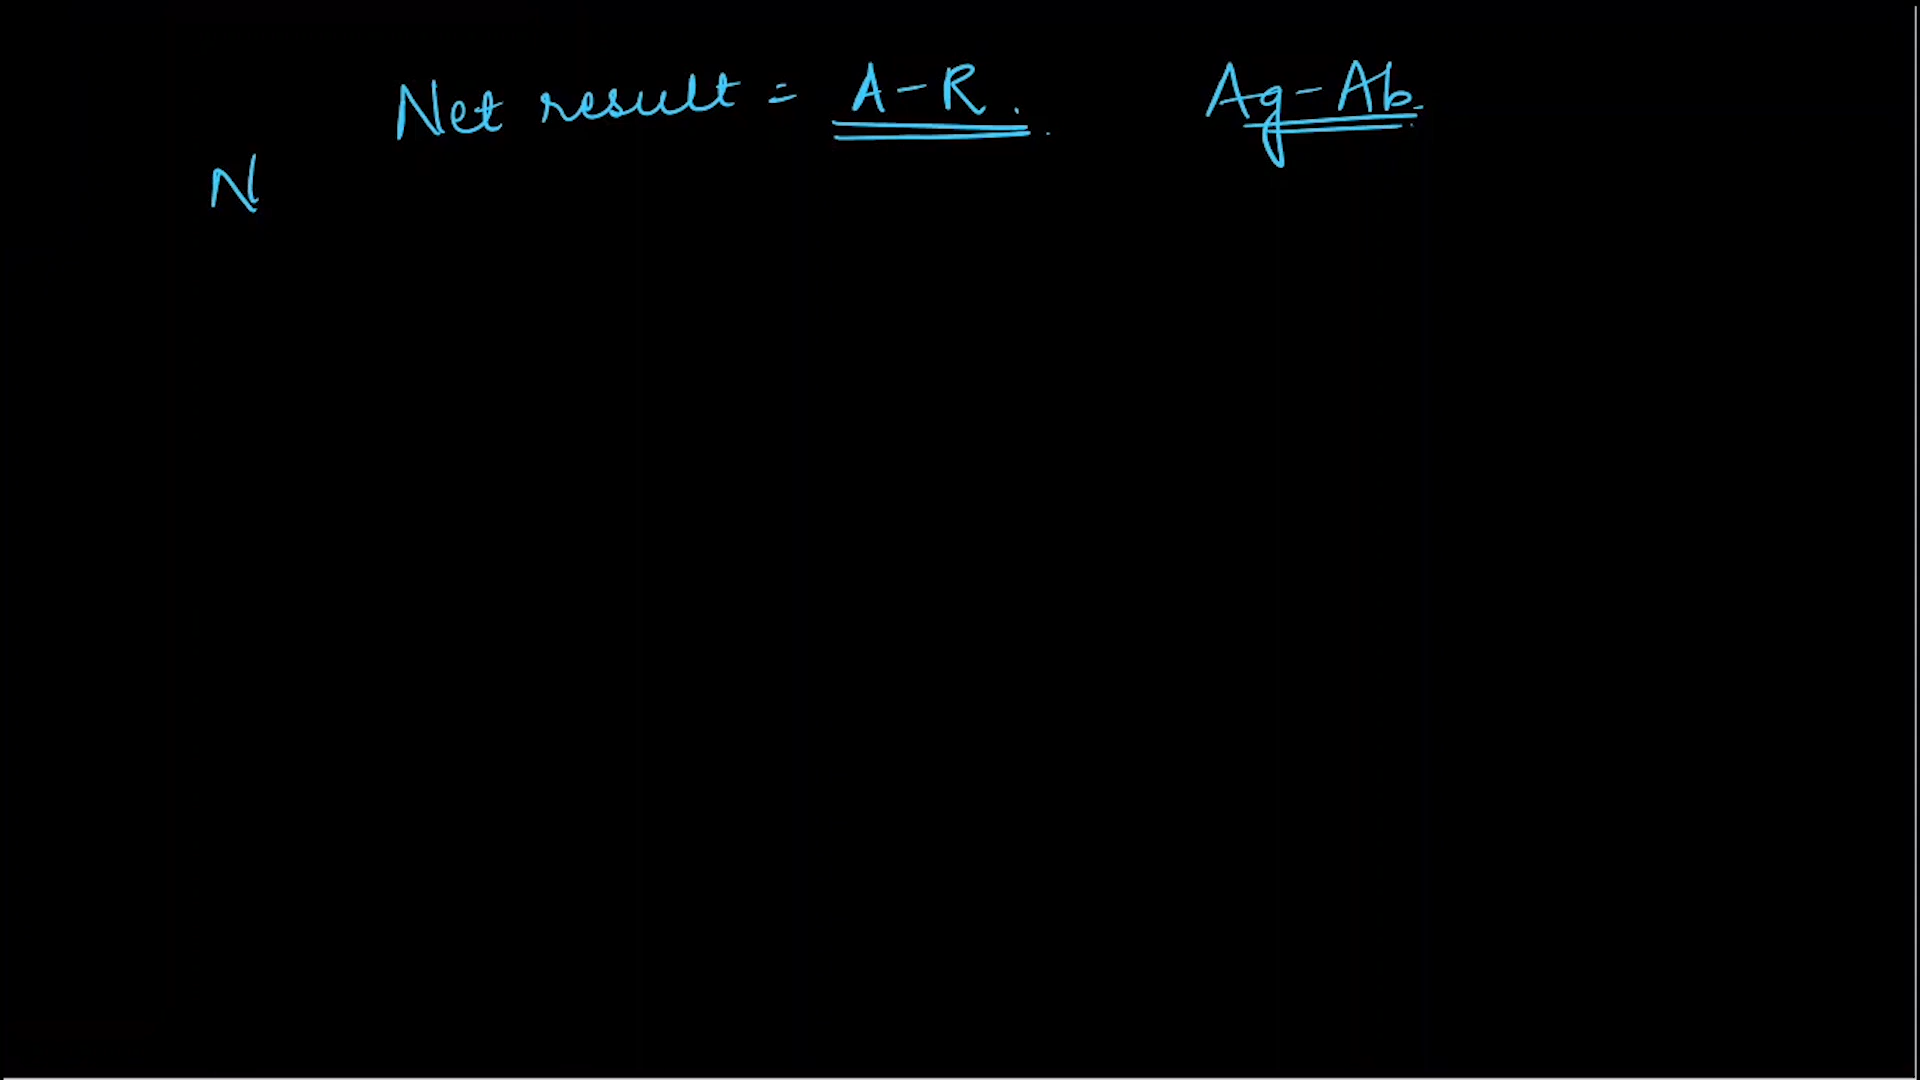 Net result = A - R. Ag - Ab.
N